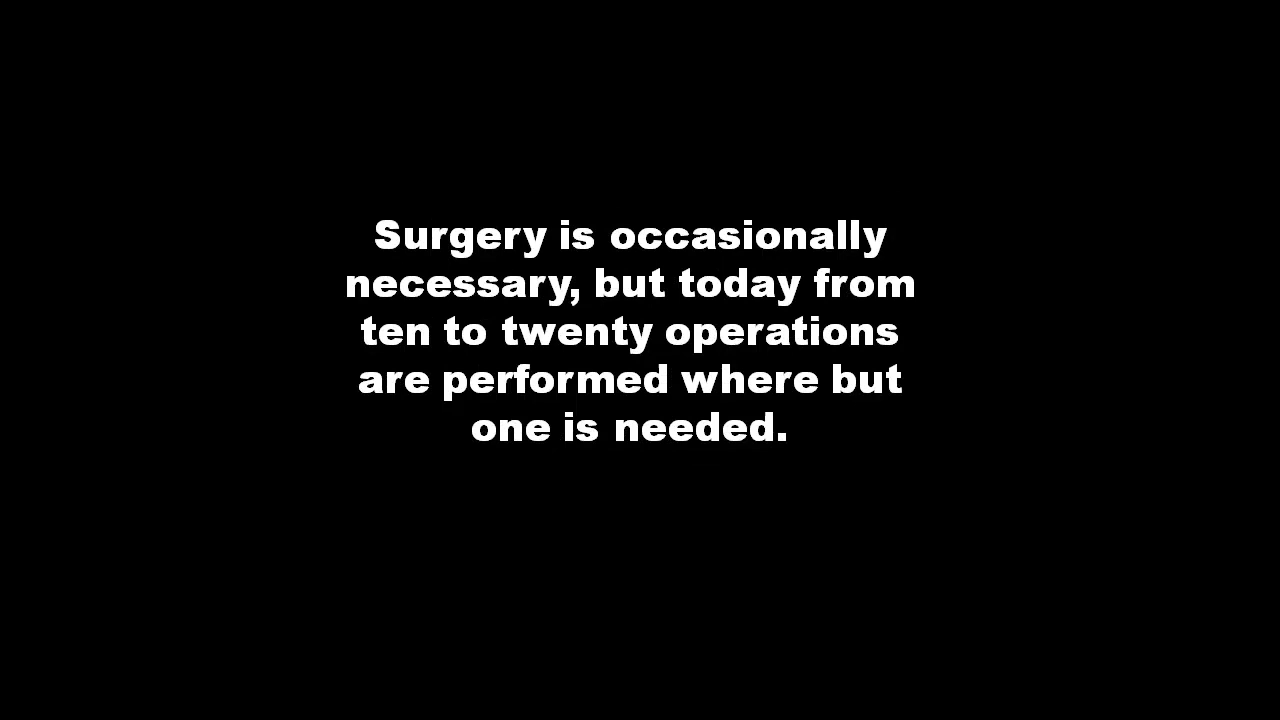 Surgery is occasionally
necessary, but today from
ten to twenty operations
are performed where but
one is needed.